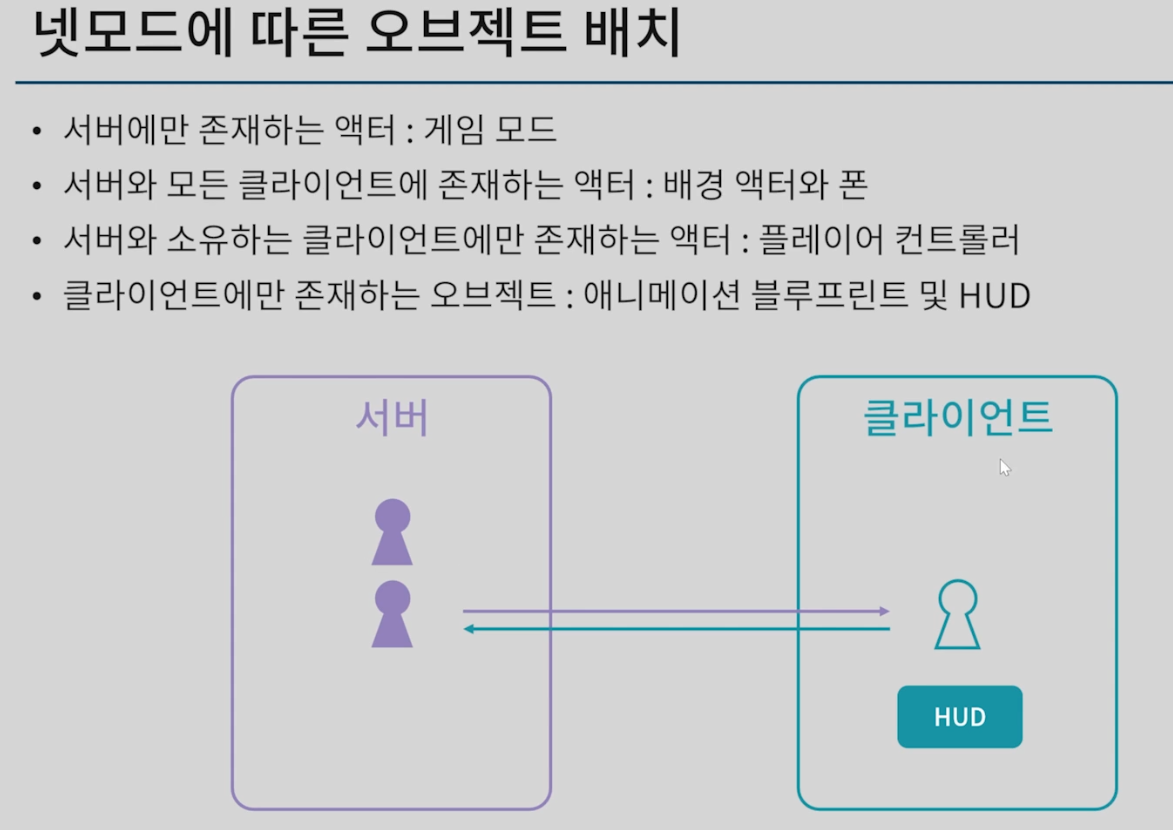 넷모드에 따른 오브젝트 배치
• 서버에만 존재하는 액터 : 게임 모드
• 서버와 모든 클라이언트에 존재하는 액터 : 배경 액터와 폰
• 서버와 소유하는 클라이언트에만 존재하는 액터 : 플레이어 컨트롤러
• 클라이언트에만 존재하는 오브젝트 : 애니메이션 블루프린트 및 HUD
서버
클라이언트
HUD